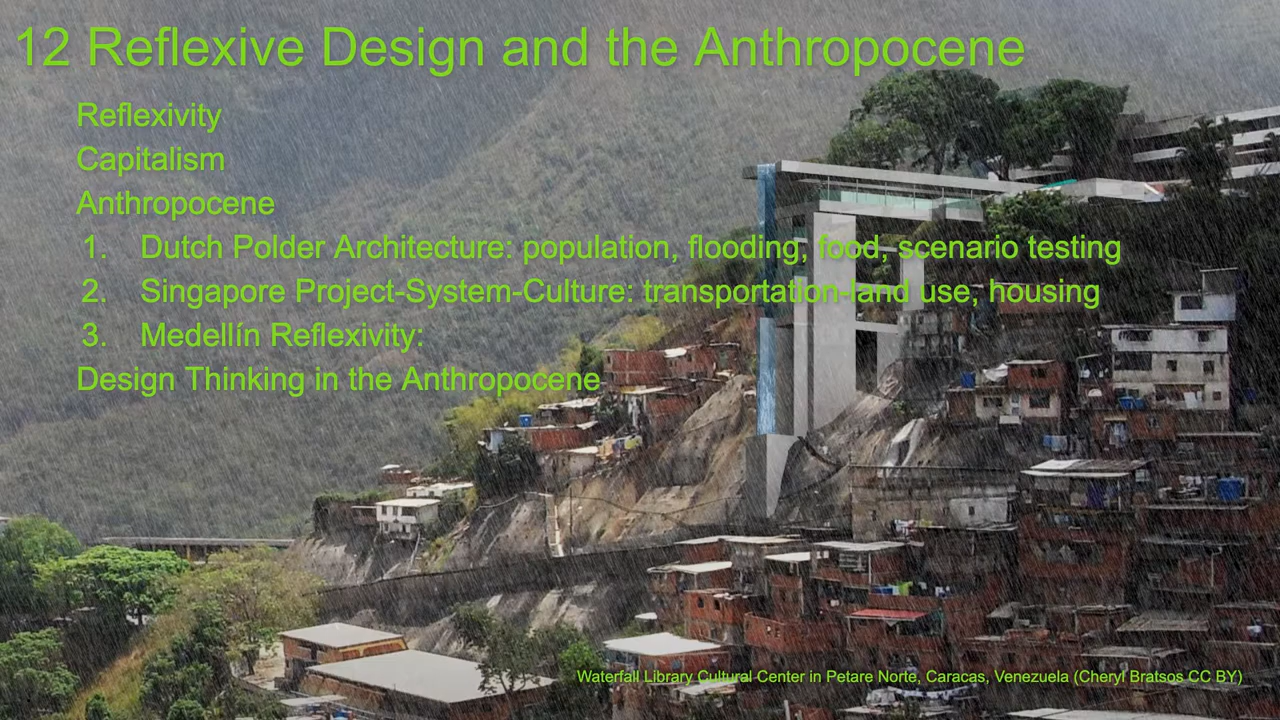 12 Reflexive Design and the Anthropocene
Reflexivity
Capitalism
Anthropocene
1. Dutch Polder Architecture: population, flooding, food, scenario testing
2. Singapore Project-System-Culture: transportation-land use, housing
3. Medellín Reflexivity:
Design Thinking in the Anthropocene
Waterfall Library Cultural Center in Petare Norte, Caracas, Venezuela (Cheryl Bratsos CC BY)